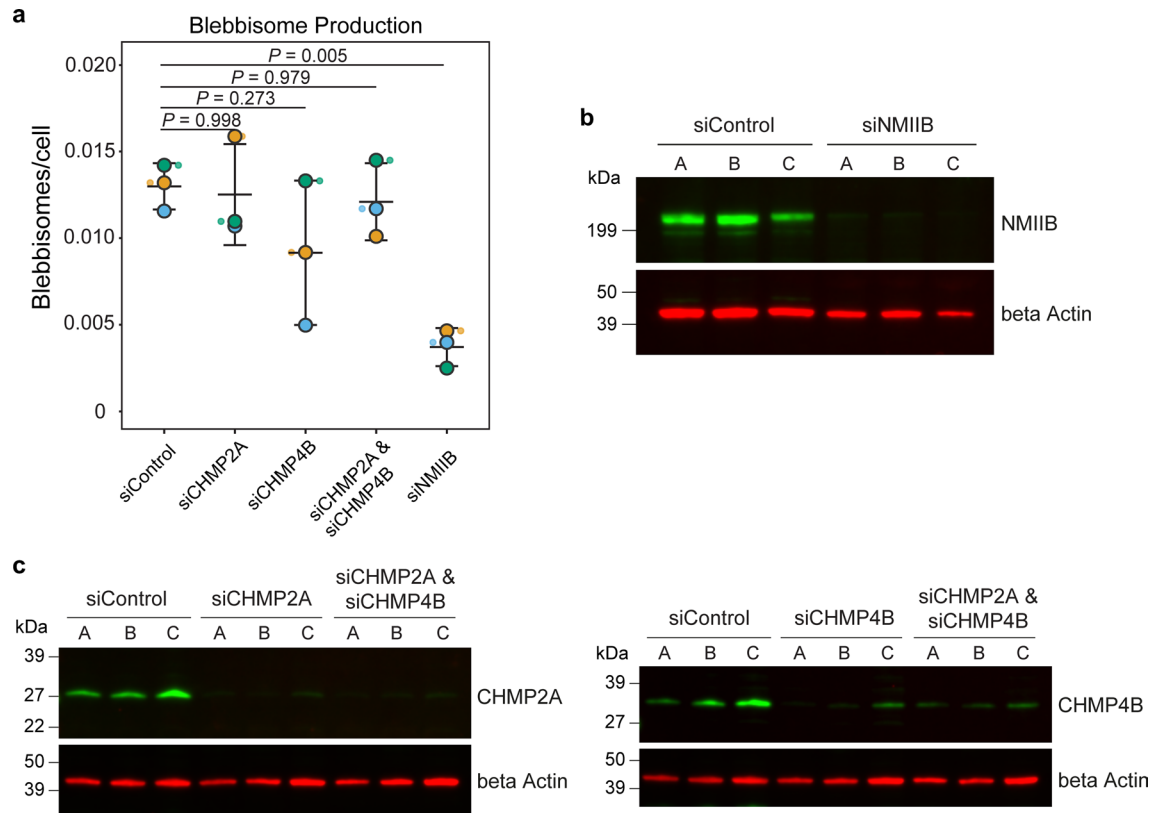 a
Blebbisome Production
Blebbisomes/cell
0.020
0.015
0.010
0.005
0
P = 0.005
P = 0.979
P = 0.273
P = 0.998
siControl
siCHMP2A
siCHMP4B
siCHMP2A &
siCHMP4B
siNMIIB
b
siControl siNMIIB
A B C A B C
kDa
199
NMIIB
50
39
beta Actin
c
siControl siCHMP2A siCHMP2A &
siCHMP4B
kDa A B C A B C A B C
39
27
22
CHMP2A
50
39
beta Actin
siControl siCHMP4B siCHMP2A &
siCHMP4B
kDa A B C A B C A B C
39
27
CHMP4B
50
39
beta Actin